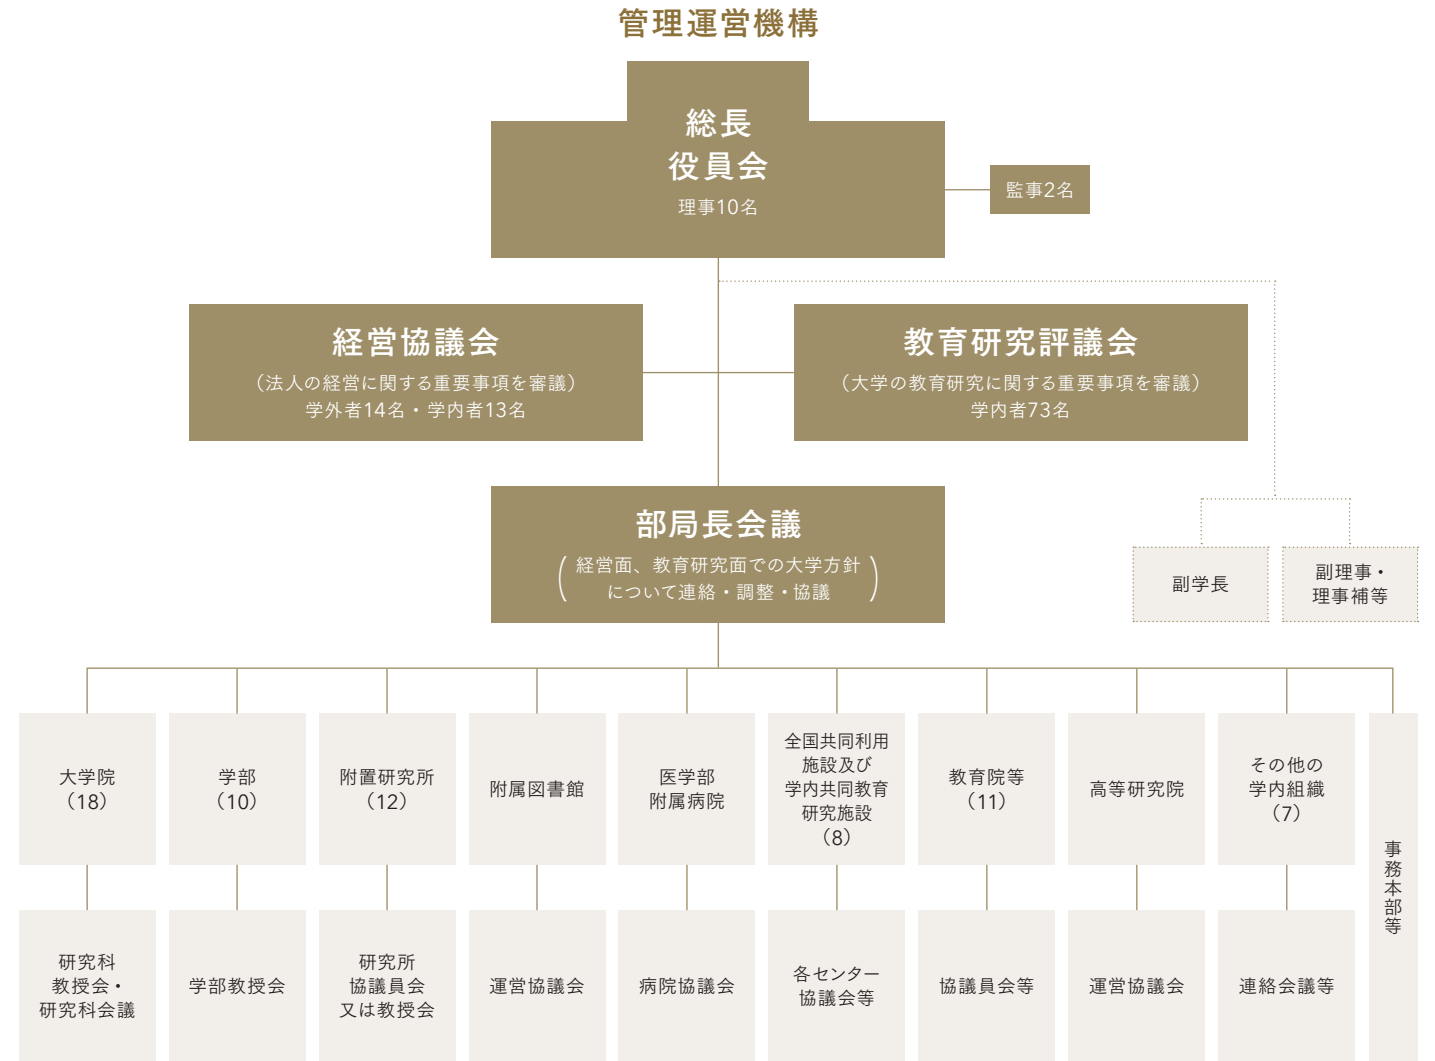 管理運営機構
総長
役員会
理事10名
監事2名
経営協議会
（法人の経営に関する重要事項を審議）
学外者14名・学内者13名
教育研究評議会
（大学の教育研究に関する重要事項を審議）
学内者73名
部局長会議
（経営面、教育研究面での大学方針
について連絡・調整・協議）
副学長
副理事・
理事補等
大学院
（18）
学部
（10）
附置研究所
（12）
附属図書館
医学部
附属病院
全国共同利用
施設及び
学内共同教育
研究施設
（8）
教育院等
（11）
高等研究院
その他の
学内組織
（7）
事務本部等
研究科
教授会・
研究科会議
学部教授会
研究所
協議員会
又は教授会
運営協議会
病院協議会
各センター
協議会等
協議員会等
運営協議会
連絡会議等